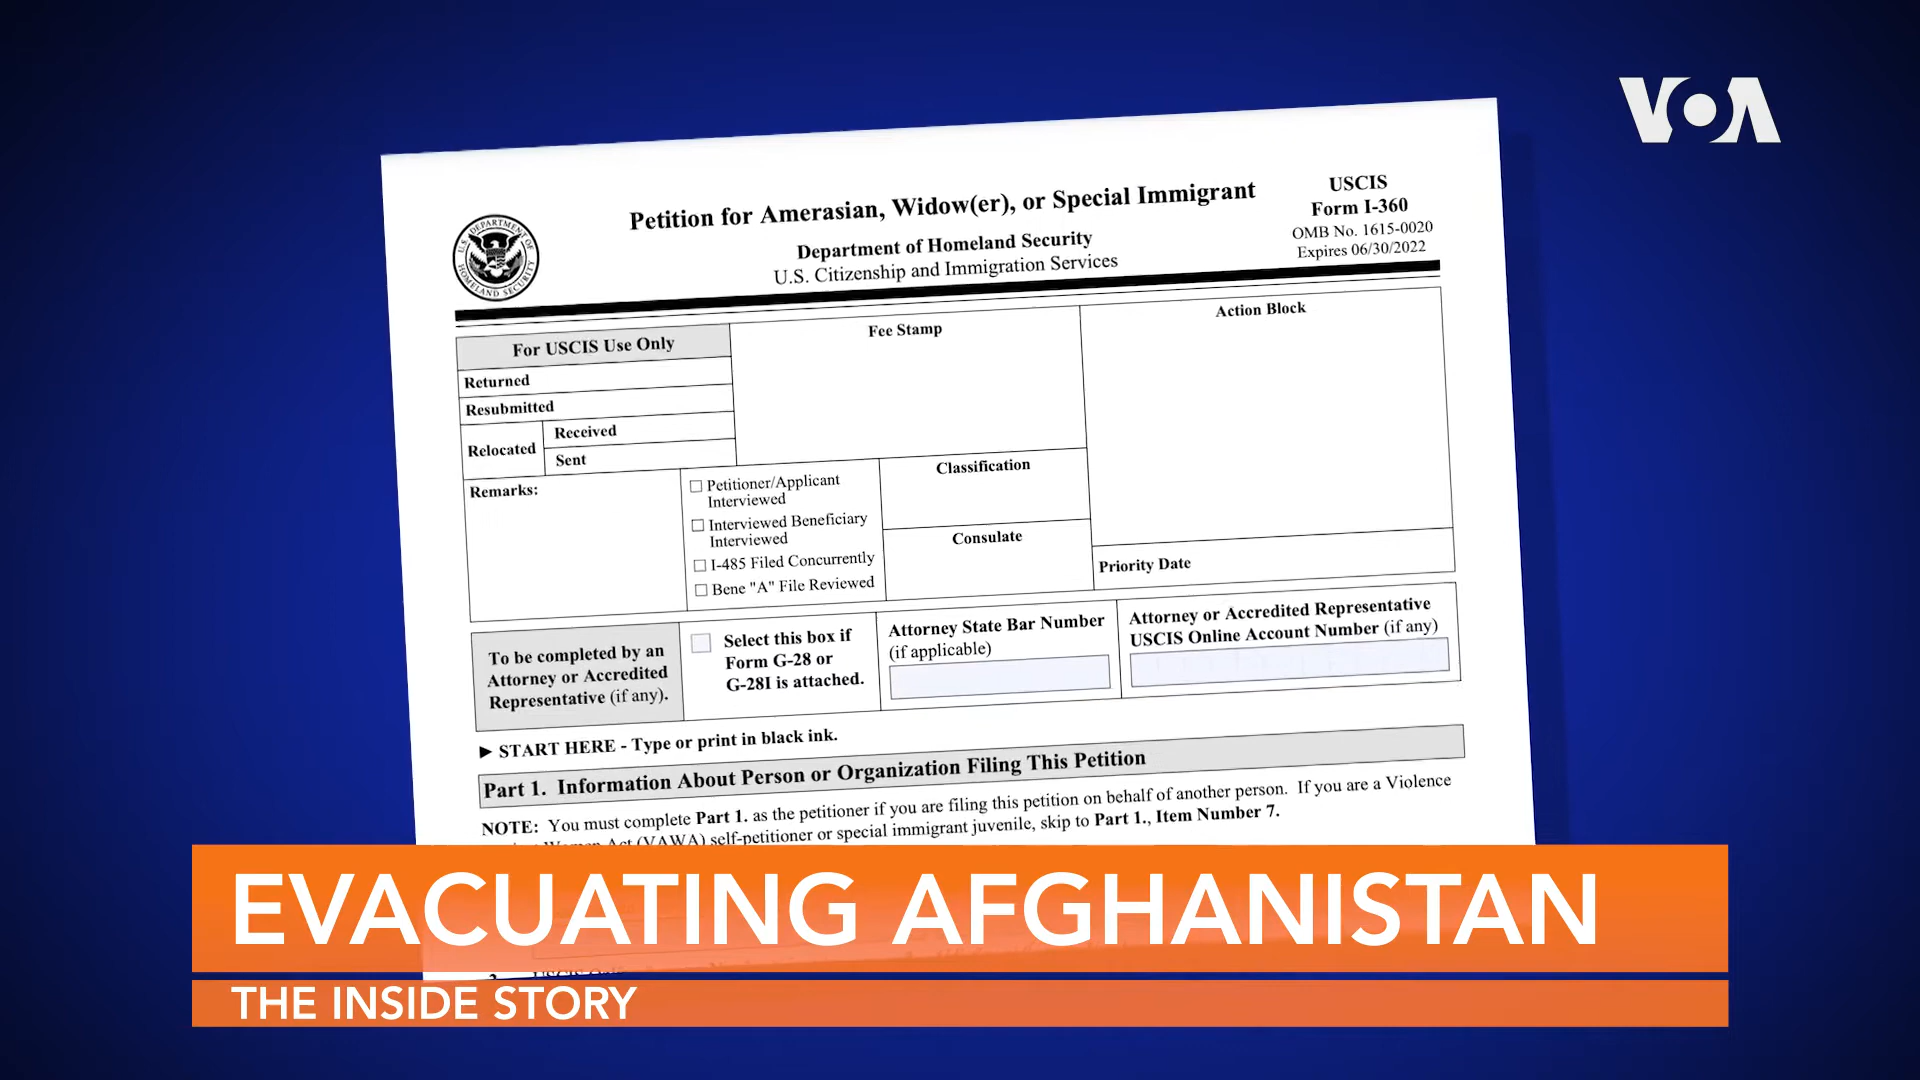 VOA
Petition for Amerasian, Widow(er), or Special Immigrant
Department of Homeland Security
U.S. Citizenship and Immigration Services
USCIS
Form I-360
OMB No. 1615-0020
Expires 06/30/2022
U.S. DEPARTMENT OF HOMELAND SECURITY
For USCIS Use Only
Returned
Resubmitted
Relocated
Received
Sent
Fee Stamp
Action Block
Remarks:
Petitioner/Applicant
Interviewed
Interviewed Beneficiary
Interviewed
I-485 Filed Concurrently
Bene "A" File Reviewed
Classification
Consulate
Priority Date
To be completed by an
Attorney or Accredited
Representative (if any).
Select this box if
Form G-28 or
G-28I is attached.
Attorney State Bar Number
(if applicable)
Attorney or Accredited Representative
USCIS Online Account Number (if any)
► START HERE - Type or print in black ink.
Part 1. Information About Person or Organization Filing This Petition
NOTE: You must complete Part 1. as the petitioner if you are filing this petition on behalf of another person. If you are a Violence
Women Act (VAWA) self-petitioner or special immigrant juvenile, skip to Part 1., Item Number 7.
EVACUATING AFGHANISTAN
THE INSIDE STORY